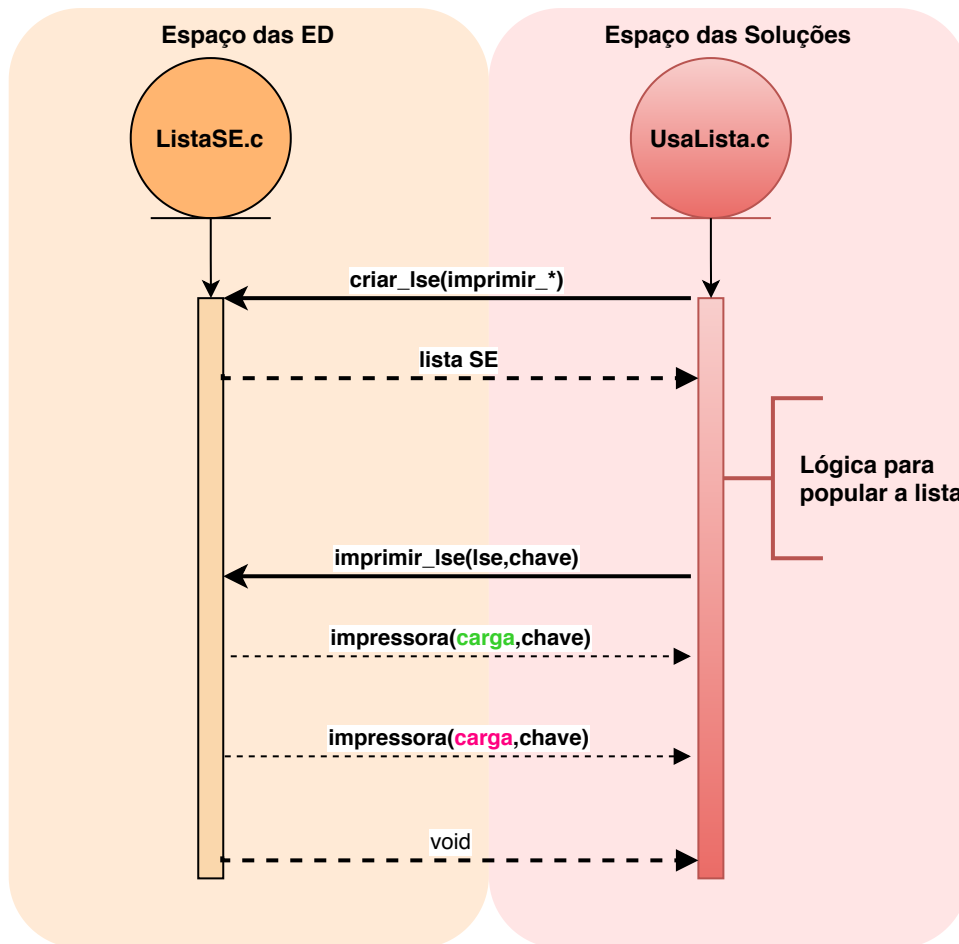 Espaço das ED
Espaço das Soluções
ListaSE.c
UsaLista.c
criar_lse(imprimir_*)
lista SE
Lógica para
popular a lista
imprimir_lse(lse,chave)
impressora(carga,chave)
impressora(carga,chave)
void